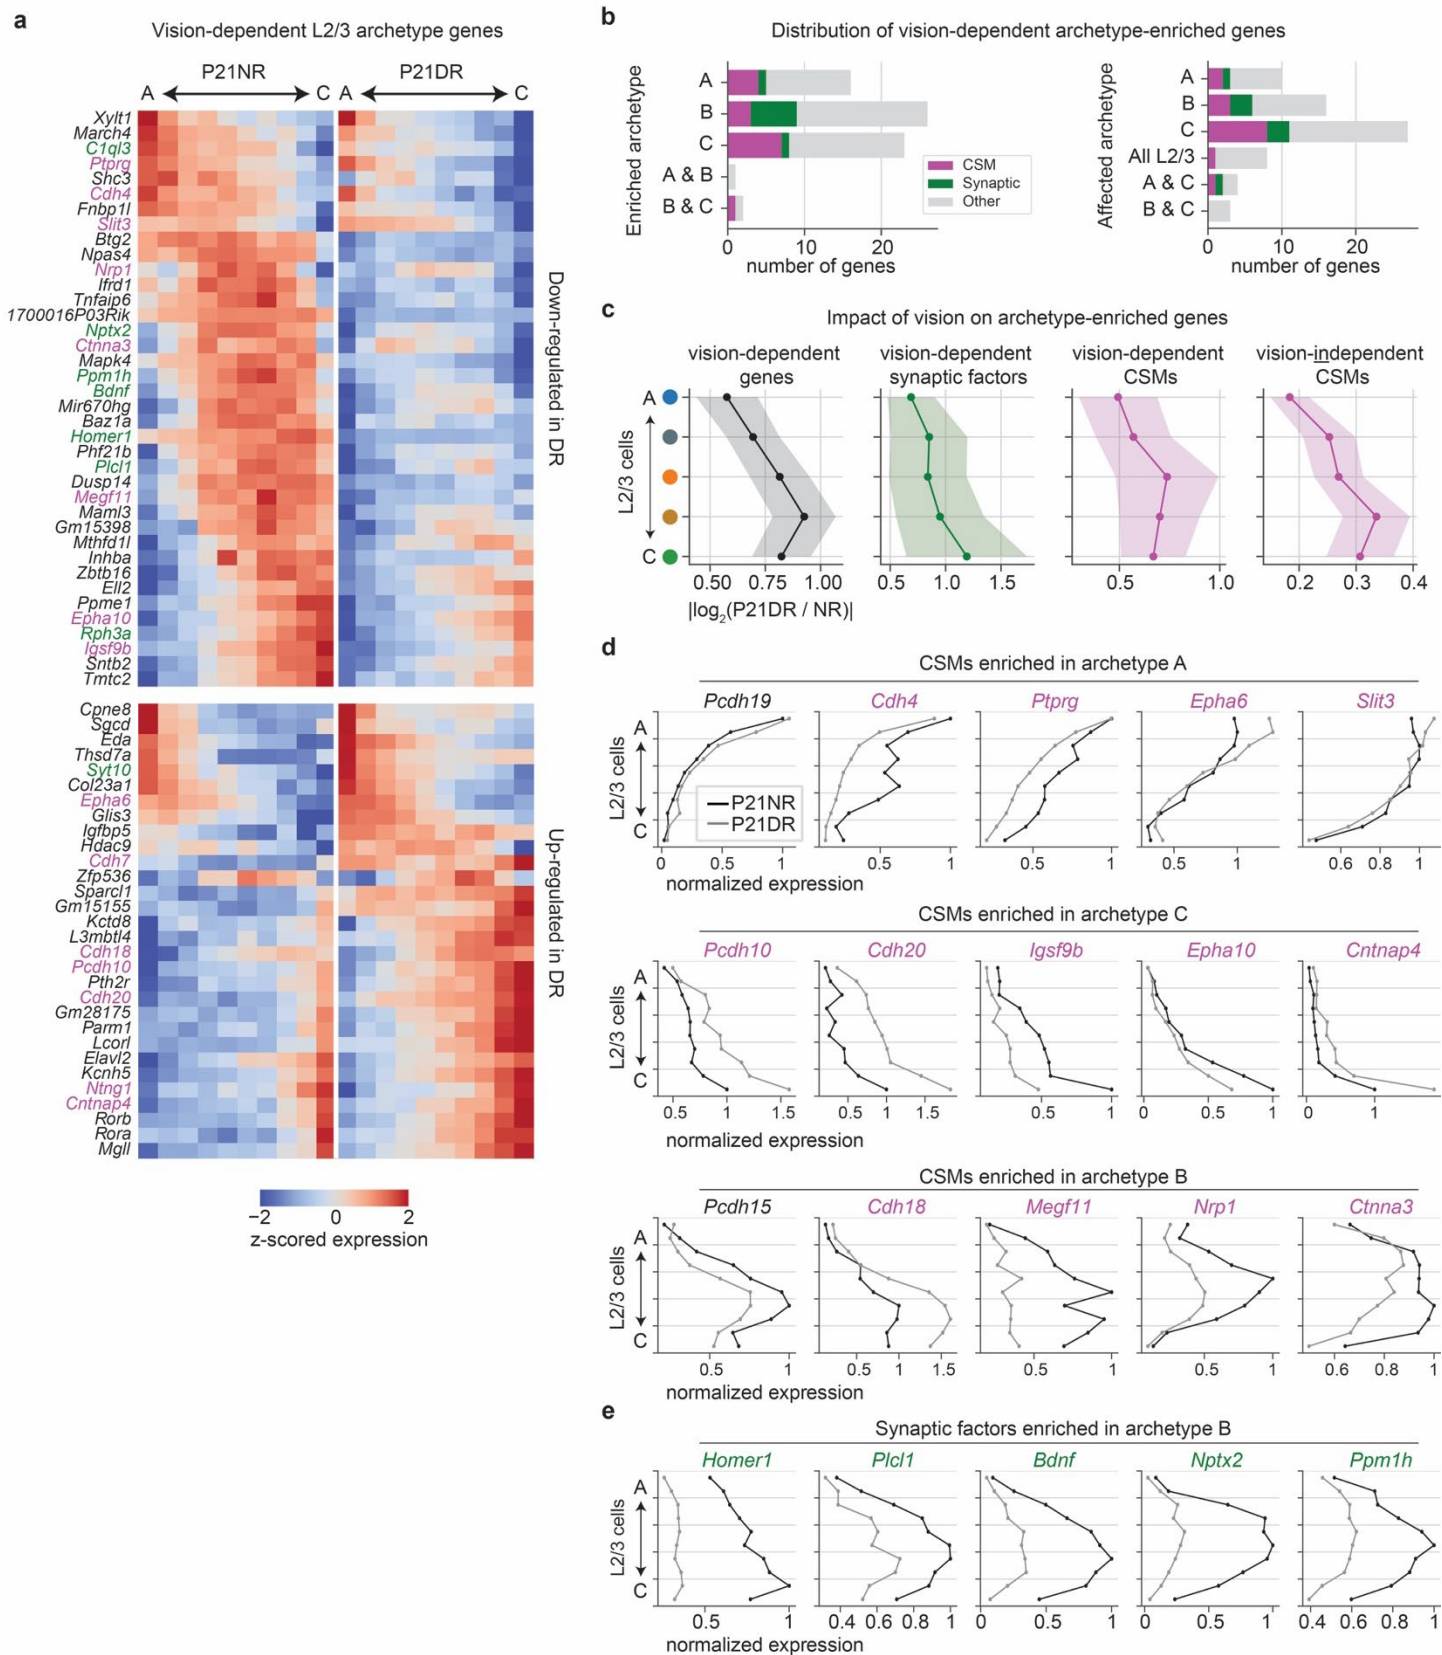 a
Vision-dependent L2/3 archetype genes
P21NR P21DR
A C A C
Xylt1
March4
C1ql3
Ptprg
Shc3
Cdh4
Fnbp1l
Slit3
Btg2
Npas4
Nrp1
Ifrd1
Tnfaip6
1700016P03Rik
Nptx2
Ctnna3
Mapk4
Ppm1h
Bdnf
Mir670hg
Baz1a
Homer1
Phf21b
Plcl1
Dusp14
Megf11
Maml3
Gm15398
Mthfd1l
Inhba
Zbtb16
Ell2
Ppme1
Epha10
Rph3a
Igsf9b
Sntb2
Tmtc2
Down-regulated in DR
Cpne8
Sgcd
Eda
Thsd7a
Syt10
Col23a1
Epha6
Glis3
Igfbp5
Hdac9
Cdh7
Zfp536
Sparcl1
Gm15155
Kctd8
L3mbtl4
Cdh18
Pcdh10
Pth2r
Cdh20
Gm28175
Parm1
Lcorl
Elavl2
Kcnh5
Ntng1
Cntnap4
Rorb
Rora
Mgll
Up-regulated in DR
−2 0 2
z-scored expression
b
Distribution of vision-dependent archetype-enriched genes
Enriched archetype
A
B
C
A & B
B & C
CSM
Synaptic
Other
0 10 20
number of genes
Affected archetype
A
B
C
All L2/3
A & C
B & C
0 10 20
number of genes
c
Impact of vision on archetype-enriched genes
vision-dependent genes
vision-dependent synaptic factors
vision-dependent CSMs
vision-independent CSMs
A
L2/3 cells
C
0.50 0.75 1.00
0.5 1.0 1.5
0.5 1.0
0.2 0.3 0.4
|log2(P21DR / NR)|
d
CSMs enriched in archetype A
Pcdh19 Cdh4 Ptprg Epha6 Slit3
A
L2/3 cells
C
P21NR
P21DR
0 0.5 1
0.5 1
0.5 1
0.5 1
0.6 0.8 1
normalized expression
CSMs enriched in archetype C
Pcdh10 Cdh20 Igsf9b Epha10 Cntnap4
A
L2/3 cells
C
0.5 1 1.5
0.5 1 1.5
0.5 1
0 0.5 1
0 1
normalized expression
CSMs enriched in archetype B
Pcdh15 Cdh18 Megf11 Nrp1 Ctnna3
A
L2/3 cells
C
0.5 1
0.5 1 1.5
0.5 1
0.5 1
0.6 0.8 1
normalized expression
e
Synaptic factors enriched in archetype B
Homer1 Plcl1 Bdnf Nptx2 Ppm1h
A
L2/3 cells
C
0.5 1
0.4 0.6 0.8 1
0 0.5 1
0 0.5 1
0.4 0.6 0.8 1
normalized expression